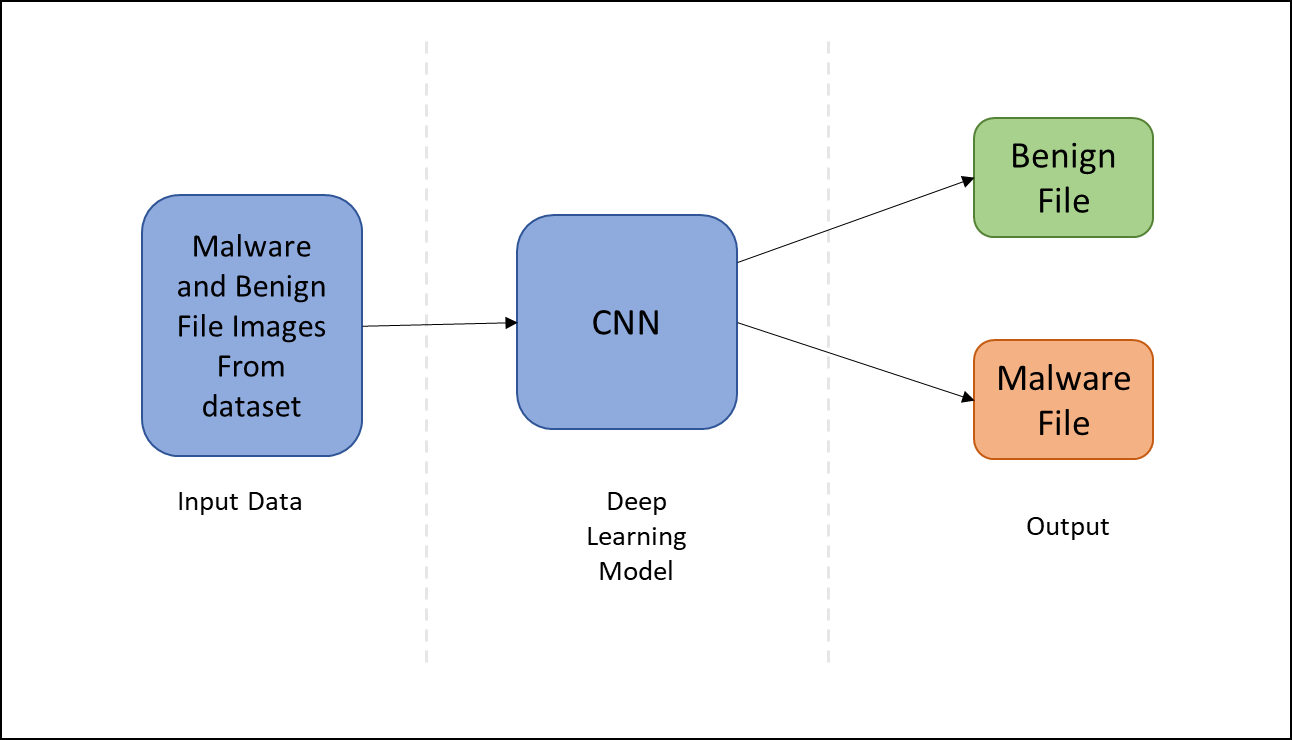 Malware
and Benign
File Images
From
dataset
Input Data
CNN
Deep
Learning
Model
Benign
File
Malware
File
Output